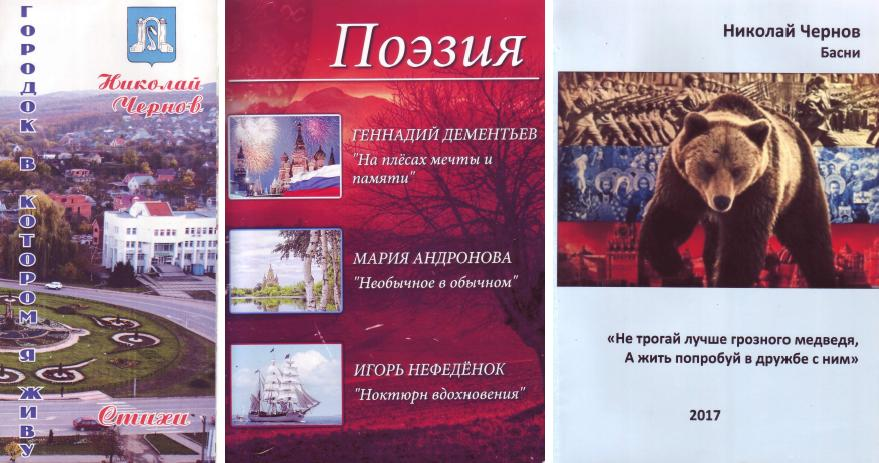 ГОРОДОК В КОТОРОМ Я ЖИВУ
Николай
Чернов
Стихи
Поэзия
ГЕННАДИЙ ДЕМЕНТЬЕВ
"На плёсах мечты и
памяти"
МАРИЯ АНДРОНОВА
"Необычное в обычном"
ИГОРЬ НЕФЕДЁНОК
"Ноктюрн вдохновения"
Николай Чернов
Басни
«Не трогай лучше грозного медведя,
А жить попробуй в дружбе с ним»
2017